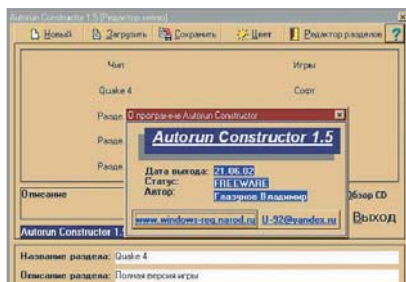 Autorun Constructor 1.5 [Редактор меню]
Новый Загрузить Сохранить Цвет Редактор разделов ?
Чип Игры
Quake 4 Софт
Разде
О программе Autorun Constructor
Разде
Autorun Constructor 1.5
Разде
Дата выхода: 21.06.02
Статус: FREEWARE
Автор: Глазунов Владимир
www.windows-reg.narod.ru U-92@yandex.ru
Описание Обзор CD
Выход
Autorun Constructor 1.
Название раздела: Quake 4
Описание раздела: Полная версия игры